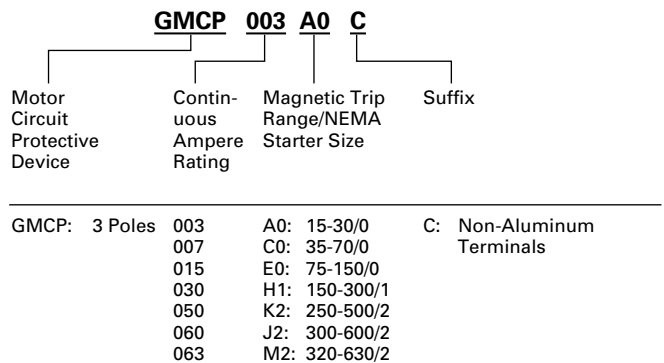 GMCP 003 A0 C
Motor Circuit Protective Device
Continuous Ampere Rating
Magnetic Trip Range/NEMA Starter Size
Suffix
GMCP: 3 Poles 003 A0: 15-30/0 C: Non-Aluminum
007 C0: 35-70/0 Terminals
015 E0: 75-150/0
030 H1: 150-300/1
050 K2: 250-500/2
060 J2: 300-600/2
063 M2: 320-630/2